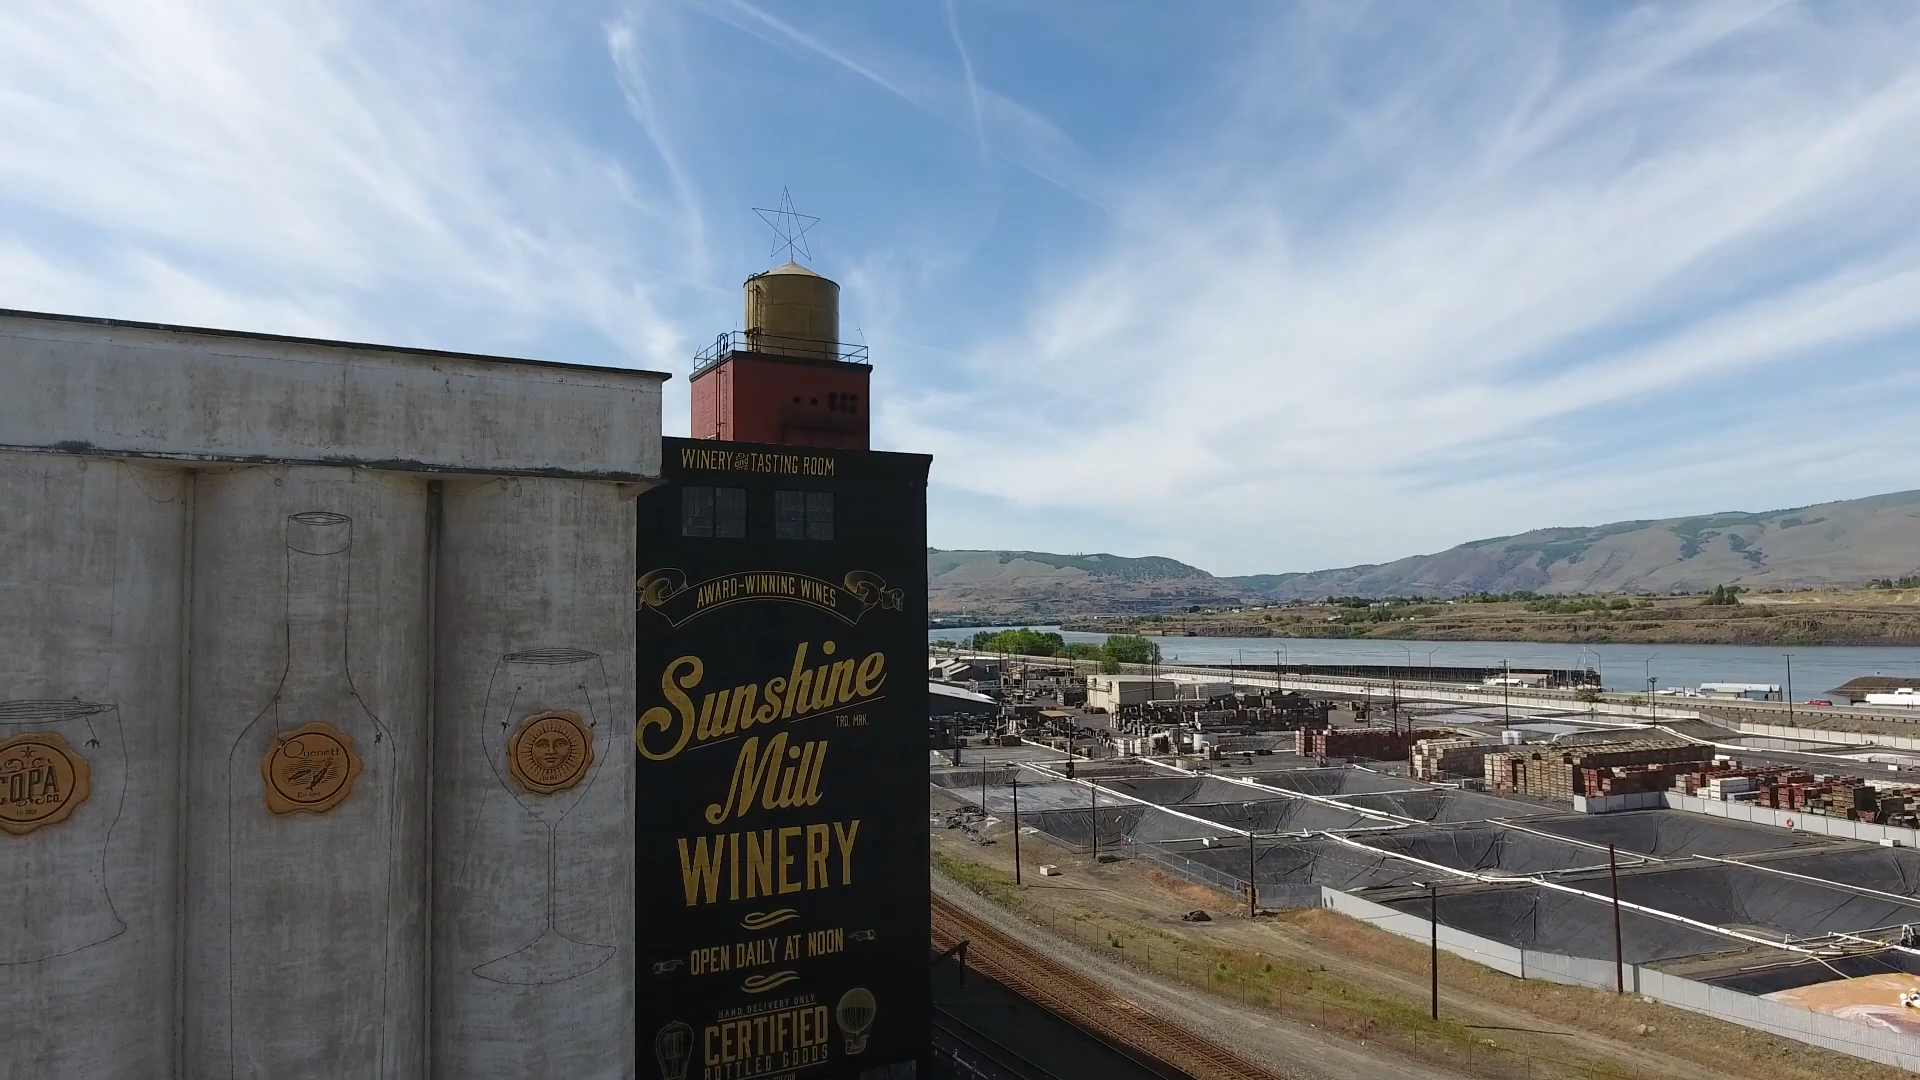 WINERY and TASTING ROOM
AWARD-WINNING WINES
Sunshine
TRD. MRK.
Mill
WINERY
OPEN DAILY AT NOON
HAND DELIVERY ONLY
CERTIFIED
BOTTLED GOODS
COPA
CO.
Quenett